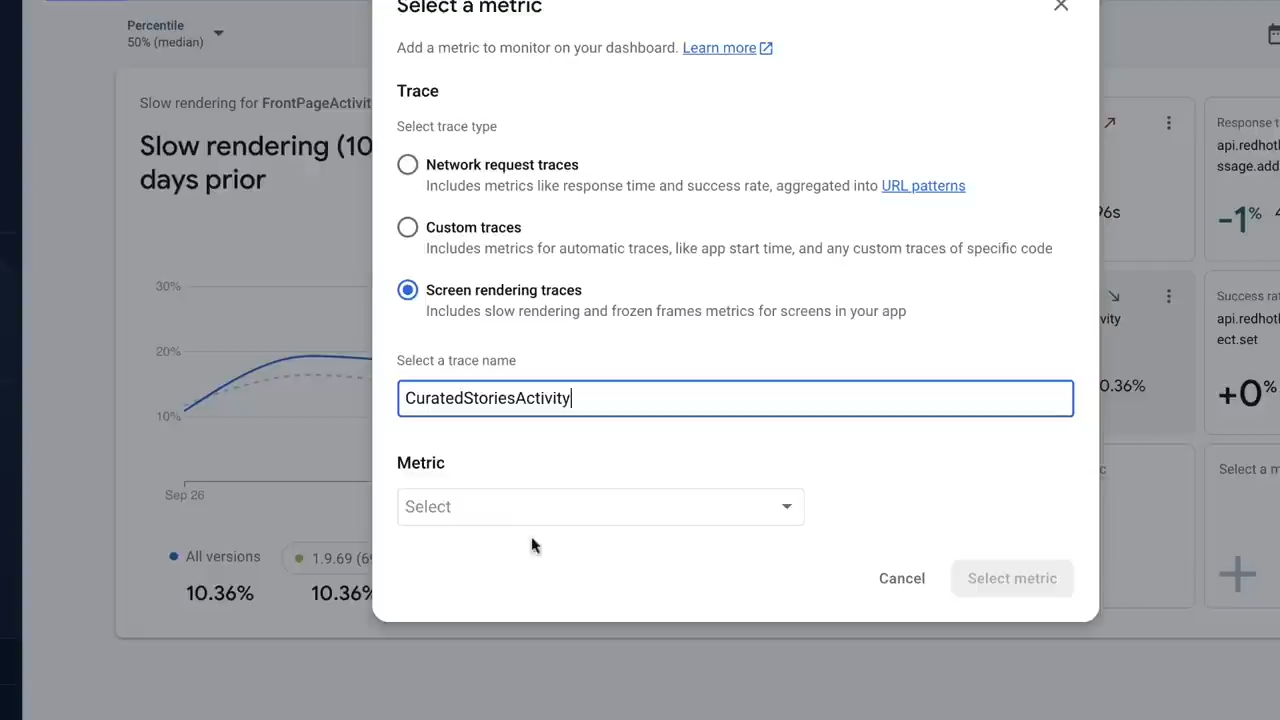 Select a metric
Percentile
50% (median)
Add a metric to monitor on your dashboard. Learn more
Trace
Select trace type
Network request traces
Includes metrics like response time and success rate, aggregated into URL patterns
Custom traces
Includes metrics for automatic traces, like app start time, and any custom traces of specific code
Screen rendering traces
Includes slow rendering and frozen frames metrics for screens in your app
Select a trace name
CuratedStoriesActivity
Metric
Select
Cancel
Select metric
Slow rendering for FrontPageActivit
Slow rendering (10
days prior
30%
20%
10%
Sep 26
All versions
1.9.69 (69
10.36%
10.36%
96s
vity
0.36%
c
Response t
api.redhotl
ssage.add
-1%
Success rat
api.redhotl
ect.set
+0%
Select a m